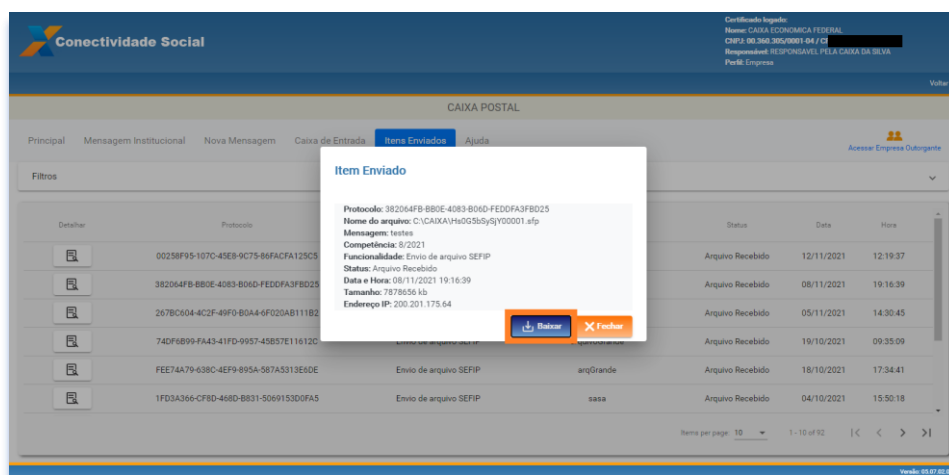 Conectividade Social
Certificado logado:
Nome: CAIXA ECONOMICA FEDERAL
CNPJ: 00.360.305/0001-04 /
Responsável: RESPONSAVEL PELA CAIXA DA SILVA
Perfil: Empresa
Voltar
CAIXA POSTAL
Principal Mensagem Institucional Nova Mensagem Caixa de Entrada Itens Enviados Ajuda
Acessar Empresa Outorgante
Filtros
Item Enviado
Protocolo: 382064FB-BB0E-4083-B06D-FEDDFA3FBD25
Nome do arquivo: C:\CAIXA\Hs0G5bSySjY00001.sfp
Mensagem: testes
Competência: 8/2021
Funcionalidade: Envio de arquivo SEFIP
Status: Arquivo Recebido
Data e Hora: 08/11/2021 19:16:39
Tamanho: 7878656 kb
Endereço IP: 200.201.175.64
Baixar Fechar
Detalhar Protocolo Status Data Hora
00258F95-107C-45E8-9C75-86FACFA125C5 Arquivo Recebido 12/11/2021 12:19:37
382064FB-BB0E-4083-B06D-FEDDFA3FBD25 Arquivo Recebido 08/11/2021 19:16:39
267BC604-4C2F-49F0-B0A4-6F020AB111B2 Arquivo Recebido 05/11/2021 14:30:45
74DF6B99-FA43-41FD-9957-45B57E11612C Envio de arquivo SEFIP Arquivo Recebido 19/10/2021 09:35:09
FEE74A79-638C-4EF9-895A-587A5313E6DE Envio de arquivo SEFIP arqGrande Arquivo Recebido 18/10/2021 17:34:41
1FD3A366-CF8D-468D-B831-5069153D0FA5 Envio de arquivo SEFIP sasa Arquivo Recebido 04/10/2021 15:50:18
Items per page: 10 1 - 10 of 92